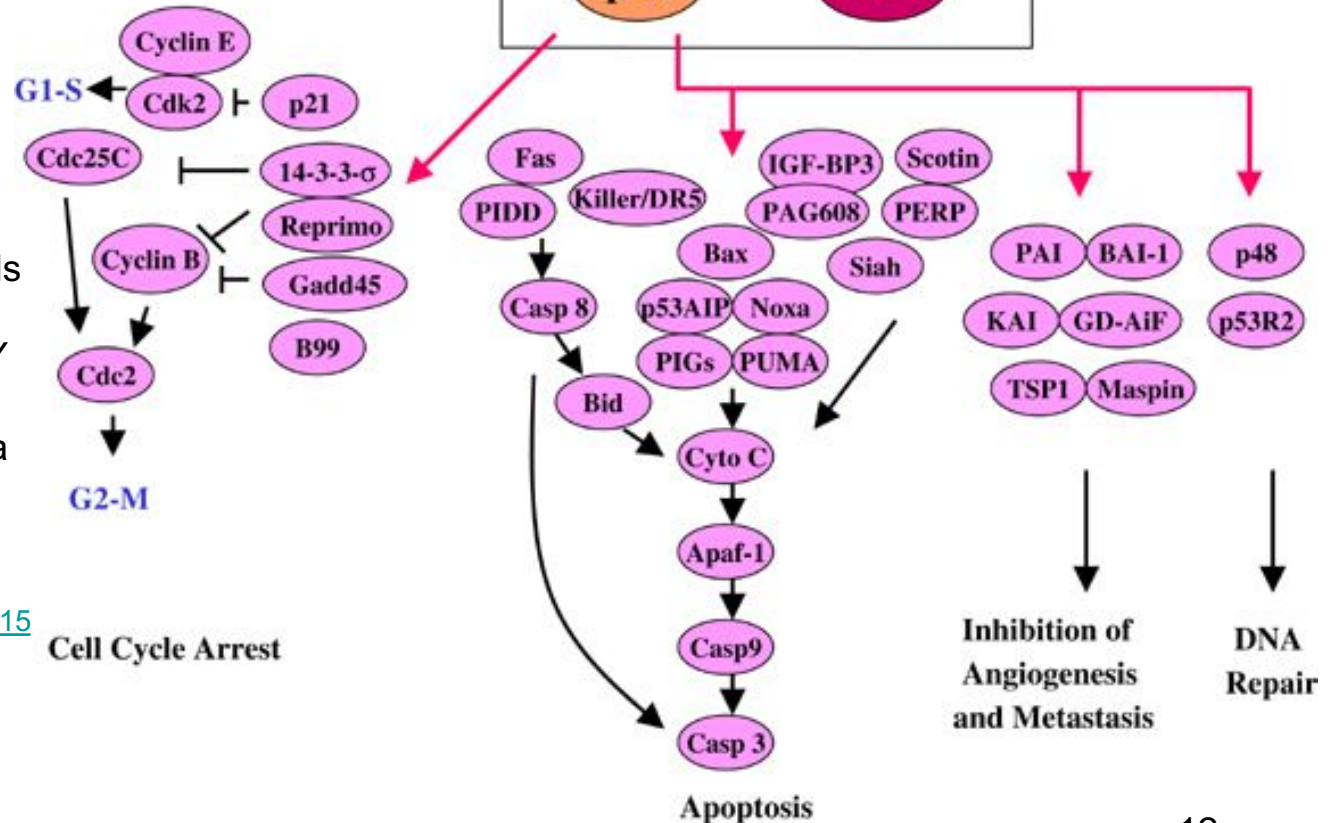 Cyclin E
G1-S
Cdk2
p21
Cdc25C
14-3-3-σ
Reprimo
Cyclin B
Gadd45
B99
Cdc2
G2-M
15
Cell Cycle Arrest
Fas
PIDD
Killer/DR5
IGF-BP3
Scotin
PAG608
PERP
Bax
Siah
Casp 8
p53AIP
Noxa
PIGs
PUMA
Bid
Cyto C
Apaf-1
Casp9
Casp 3
Apoptosis
PAI
BAI-1
KAI
GD-AiF
TSP1
Maspin
Inhibition of
Angiogenesis
and Metastasis
p48
p53R2
DNA
Repair